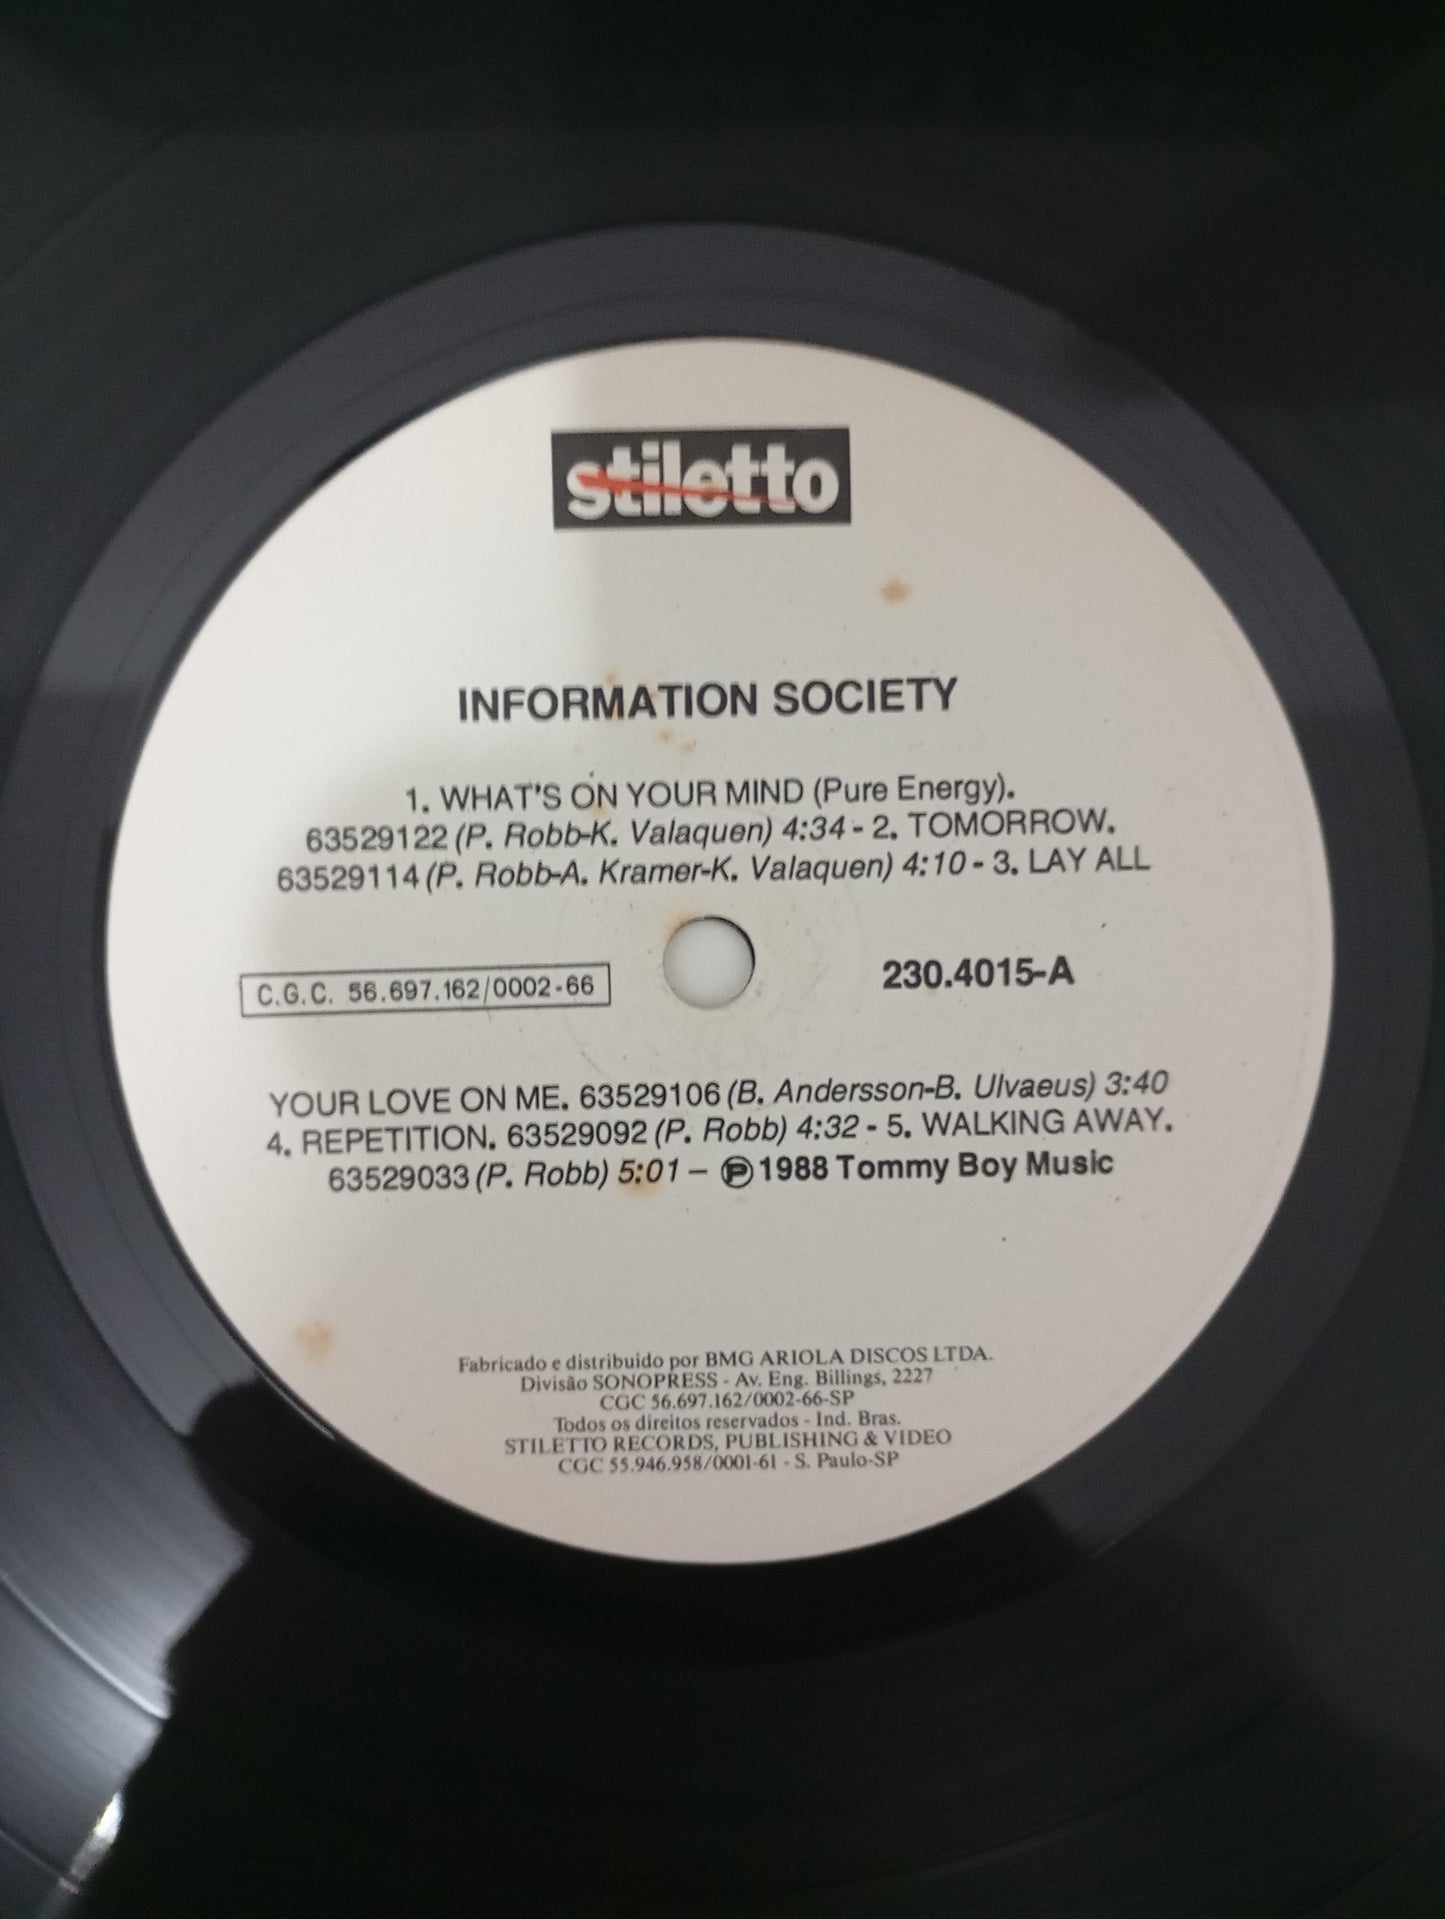 stiletto
INFORMATION SOCIETY
1. WHAT'S ON YOUR MIND (Pure Energy).
63529122 (P. Robb-K. Valaquen) 4:34 - 2. TOMORROW.
63529114 (P. Robb-A. Kramer-K. Valaquen) 4:10 - 3. LAY ALL
C.G.C. 56.697.162/0002-66
230.4015-A
YOUR LOVE ON ME. 63529106 (B. Andersson-B. Ulvaeus) 3:40
4. REPETITION. 63529092 (P. Robb) 4:32 - 5. WALKING AWAY.
63529033 (P. Robb) 5:01 – ℗ 1988 Tommy Boy Music
Fabricado e distribuido por BMG ARIOLA DISCOS LTDA.
Divisão SONOPRESS - Av. Eng. Billings, 2227
CGC 56.697.162/0002-66-SP
Todos os direitos reservados - Ind. Bras.
STILETTO RECORDS, PUBLISHING & VIDEO
CGC 55.946.958/0001-61 - S. Paulo-SP